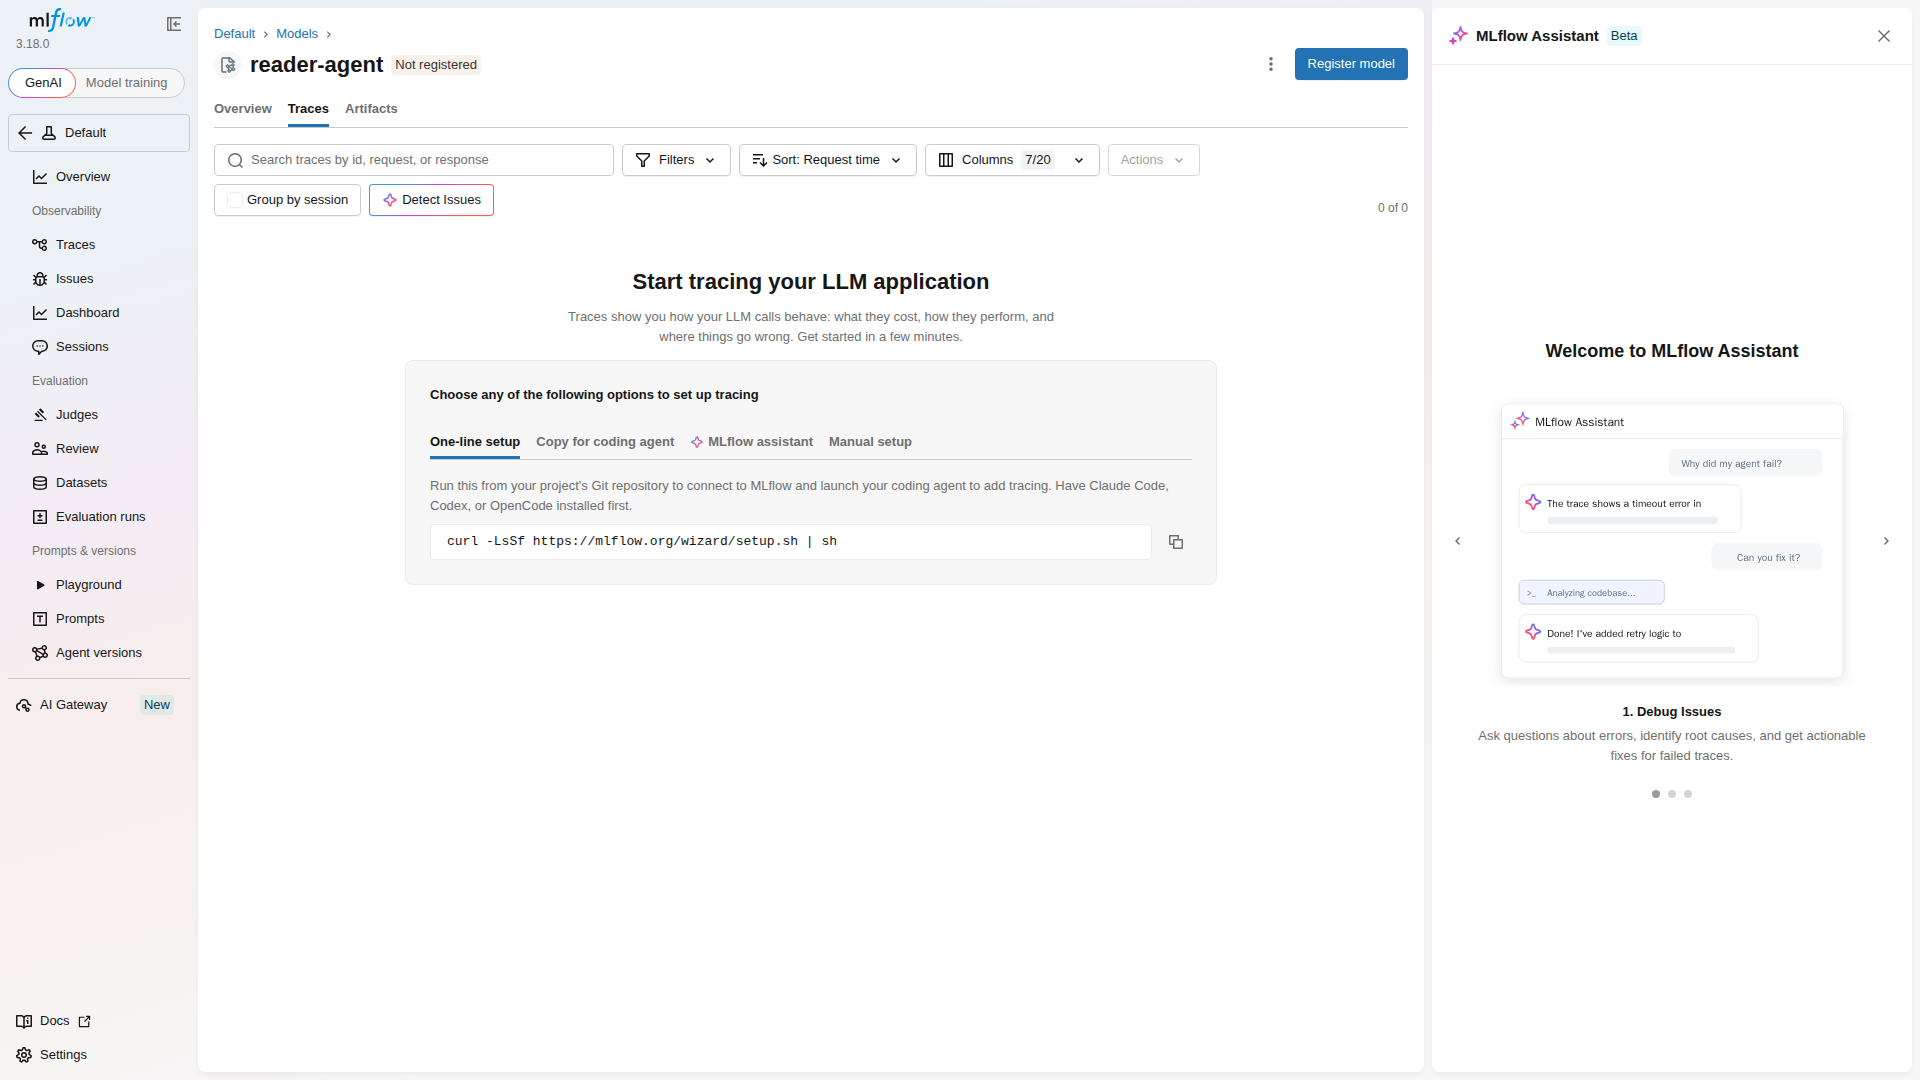 mlflow
3.18.0
GenAI
Model training
Default
Overview
Observability
Traces
Issues
Dashboard
Sessions
Evaluation
Judges
Review
Datasets
Evaluation runs
Prompts & versions
Playground
Prompts
Agent versions
AI Gateway New
Docs
Settings
Default > Models >
reader-agent Not registered
Register model
Overview Traces Artifacts
Search traces by id, request, or response
Filters
Sort: Request time
Columns 7/20
Actions
Group by session
Detect Issues
0 of 0
Start tracing your LLM application
Traces show you how your LLM calls behave: what they cost, how they perform, and
where things go wrong. Get started in a few minutes.
Choose any of the following options to set up tracing
One-line setup Copy for coding agent MLflow assistant Manual setup
Run this from your project's Git repository to connect to MLflow and launch your coding agent to add tracing. Have Claude Code,
Codex, or OpenCode installed first.
curl -LsSf https://mlflow.org/wizard/setup.sh | sh
MLflow Assistant Beta
Welcome to MLflow Assistant
MLflow Assistant
Why did my agent fail?
The trace shows a timeout error in
Can you fix it?
>_ Analyzing codebase...
Done! I've added retry logic to
1. Debug Issues
Ask questions about errors, identify root causes, and get actionable
fixes for failed traces.